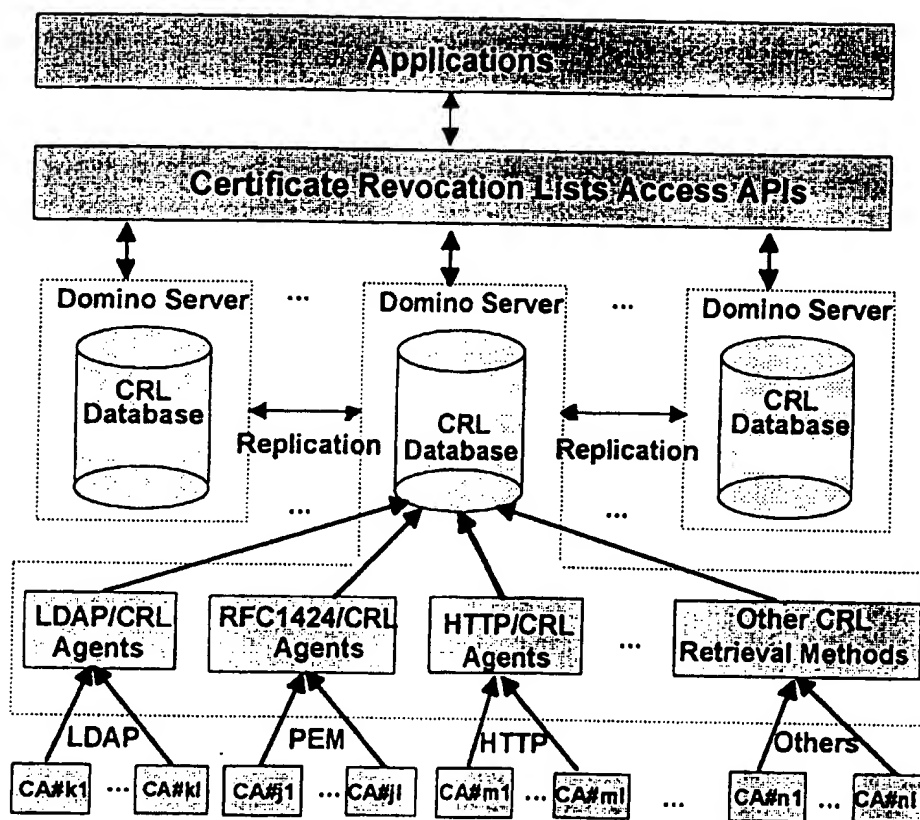 Applications
Certificate Revocation Lists Access APIs
Domino Server
...
Domino Server
...
Domino Server
CRL
Database
CRL
Database
CRL
Database
Replication
Replication
...
...
LDAP/CRL
Agents
RFC1424/CRL
Agents
HTTP/CRL
Agents
...
Other CRL
Retrieval Methods
LDAP
PEM
HTTP
Others
CA#k1
...
CA#kl
CA#j1
...
CA#jl
CA#m1
...
CA#ml
...
CA#n1
...
CA#nl